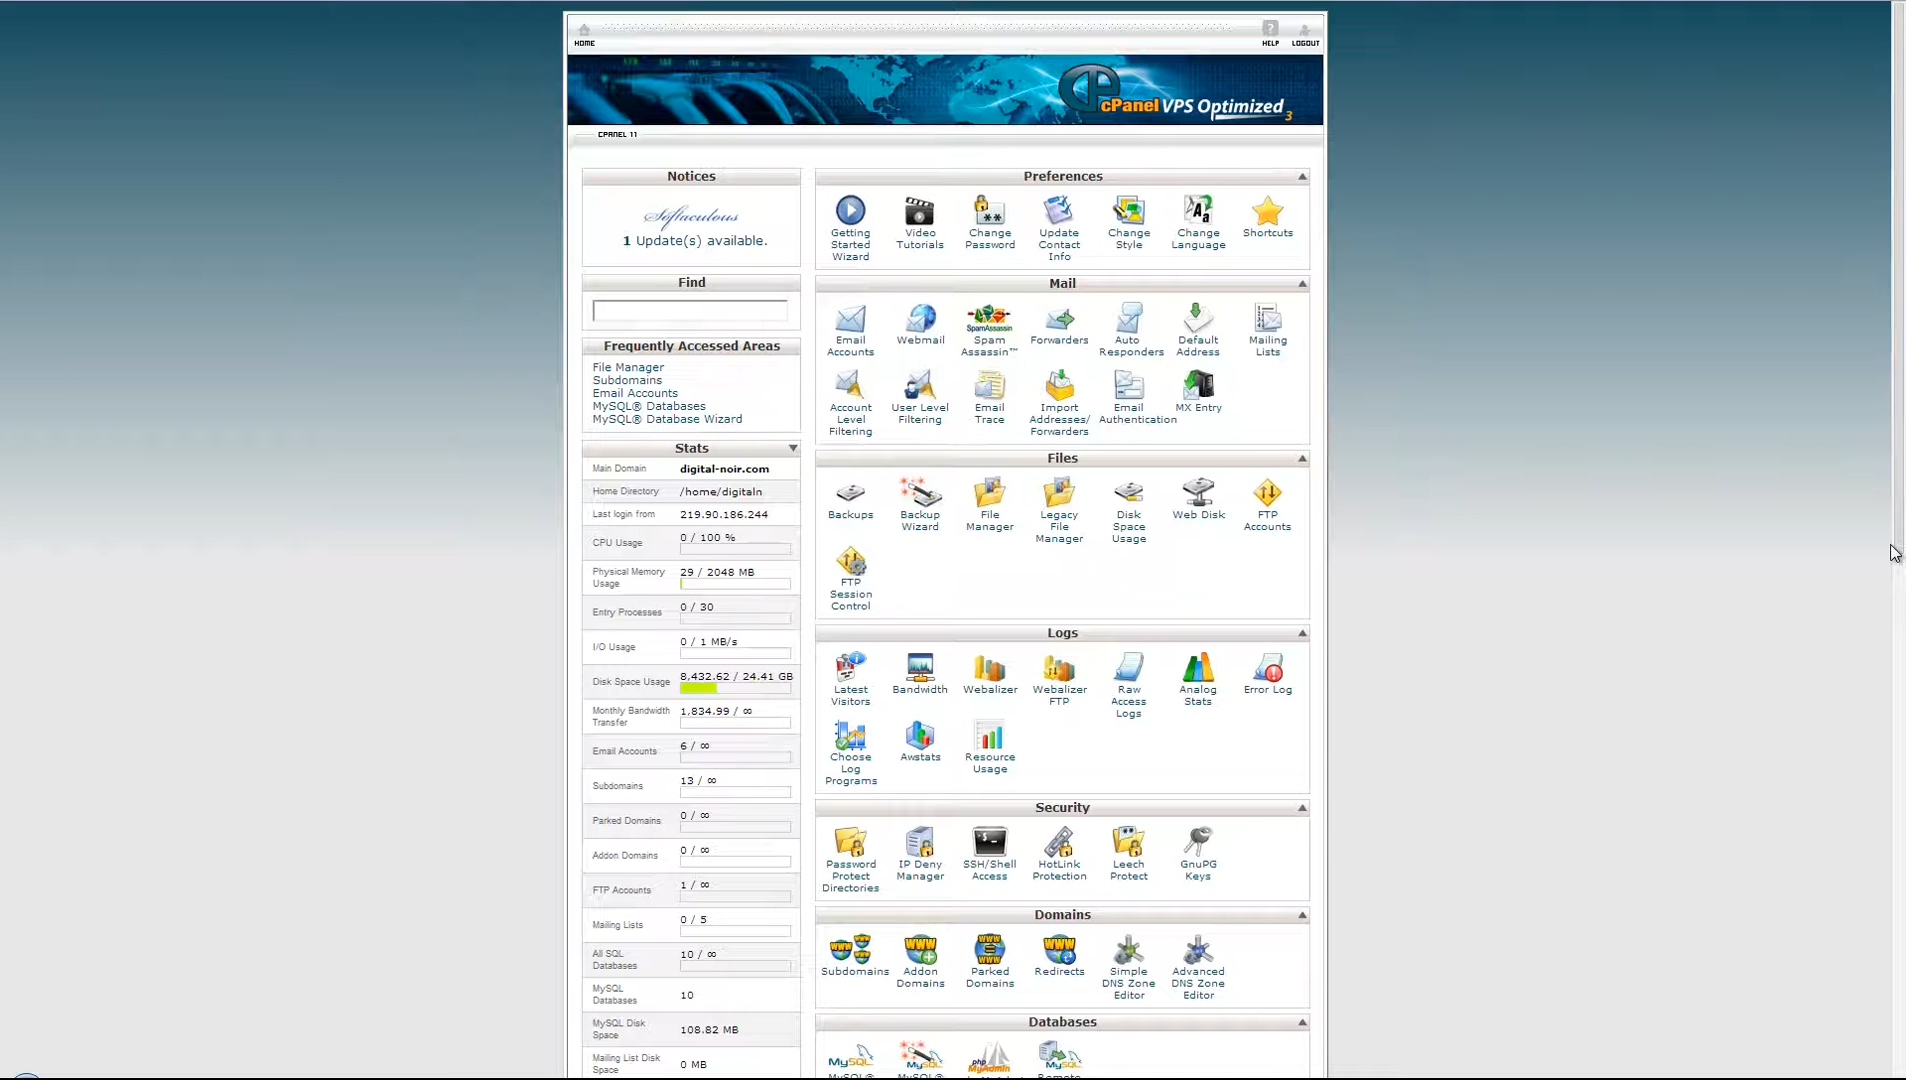 HOME
HELP
LOGOUT
cPanel VPS Optimized 3
CPANEL 11
Notices
Softaculous
1 Update(s) available.
Find
Frequently Accessed Areas
File Manager
Subdomains
Email Accounts
MySQL® Databases
MySQL® Database Wizard
Stats
Main Domain digital-noir.com
Home Directory /home/digitaln
Last login from 219.90.186.244
CPU Usage 0 / 100 %
Physical Memory
Usage
29 / 2048 MB
Entry Processes 0 / 30
I/O Usage 0 / 1 MB/s
Disk Space Usage 8,432.62 / 24.41 GB
Monthly Bandwidth
Transfer
1,834.99 / ∞
Email Accounts 6 / ∞
Subdomains 13 / ∞
Parked Domains 0 / ∞
Addon Domains 0 / ∞
FTP Accounts 1 / ∞
Mailing Lists 0 / 5
All SQL
Databases
10 / ∞
MySQL
Databases
10
MySQL Disk
Space
108.82 MB
Mailing List Disk
Space
0 MB
Preferences
Getting
Started
Wizard
Video
Tutorials
Change
Password
Update
Contact
Info
Change
Style
Change
Language
Shortcuts
Mail
Email
Accounts
Webmail
SpamAssassin
Spam
Assassin™
Forwarders
Auto
Responders
Default
Address
Mailing
Lists
Account
Level
Filtering
User Level
Filtering
Email
Trace
Import
Addresses/
Forwarders
Email
Authentication
MX Entry
Files
Backups
Backup
Wizard
File
Manager
Legacy
File
Manager
Disk
Space
Usage
Web Disk
FTP
Accounts
FTP
Session
Control
Logs
Latest
Visitors
Bandwidth
Webalizer
Webalizer
FTP
Raw
Access
Logs
Analog
Stats
Error Log
Choose
Log
Programs
Awstats
Resource
Usage
Security
Password
Protect
Directories
IP Deny
Manager
SSH/Shell
Access
HotLink
Protection
Leech
Protect
GnuPG
Keys
Domains
Subdomains
Addon
Domains
Parked
Domains
Redirects
Simple
DNS Zone
Editor
Advanced
DNS Zone
Editor
Databases
MySQL
MySQL
php
MyAdmin
MySQL